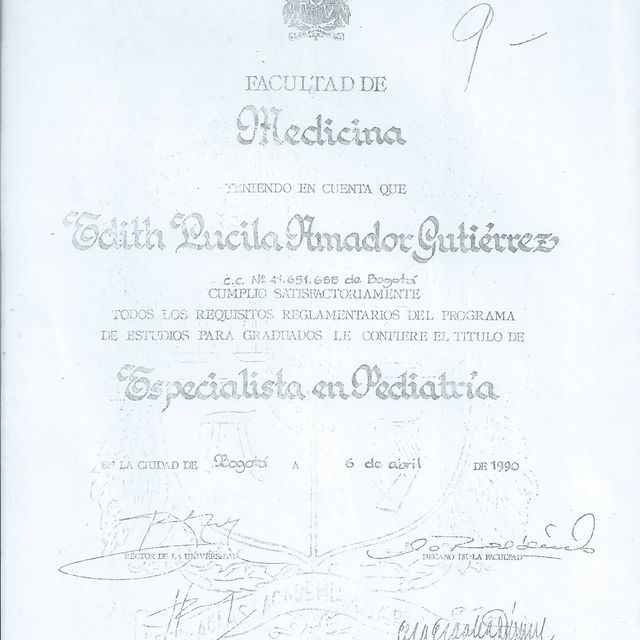 9 -
FACULTAD DE
Medicina
TENIENDO EN CUENTA QUE
Edith Lucila Amador Gutiérrez
C.C. Nº 41.651.655 de Bogotá
CUMPLIO SATISFACTORIAMENTE
TODOS LOS REQUISITOS REGLAMENTARIOS DEL PROGRAMA
DE ESTUDIOS PARA GRADUADOS LE CONFIERE EL TITULO DE
Especialista en Pediatría
EN LA CIUDAD DE Bogotá A 6 de abril DE 1990
RECTOR DE LA UNIVERSIDAD DECANO DE LA FACULTAD